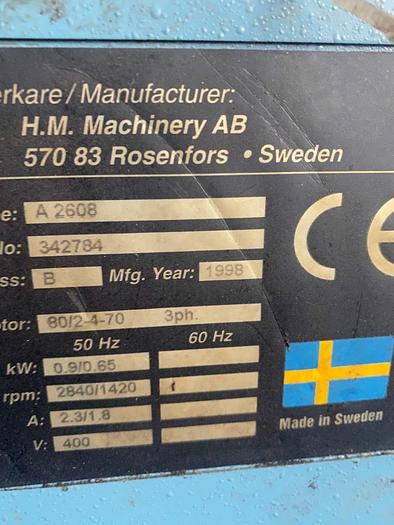 erkare/Manufacturer:
H.M. Machinery AB
570 83 Rosenfors • Sweden
e: A 2608
No: 342784
ss: B Mfg. Year: 1998
otor: 80/2-4-70 3ph.
50 Hz 60 Hz
kW: 0.9/0.65
rpm: 2840/1420
A: 2.3/1.8
V: 400
CE
Made in Sweden